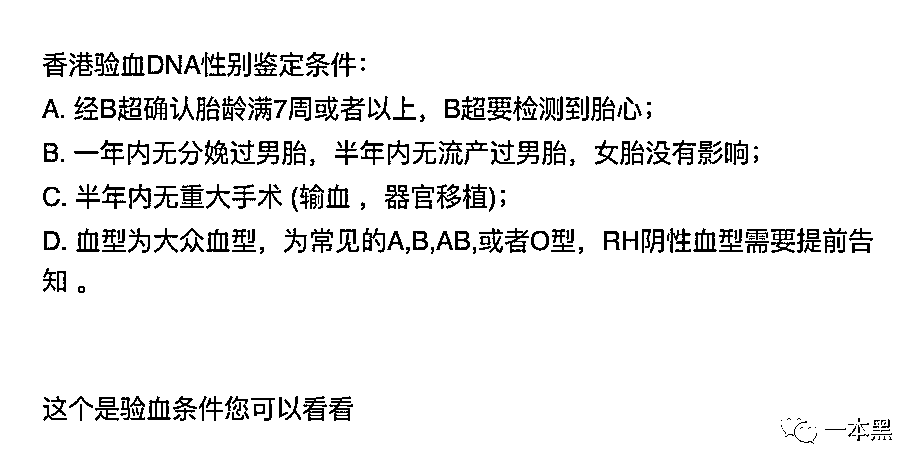 香港验血DNA性别鉴定条件：
A. 经B超确认胎龄满7周或者以上，B超要检测到胎心；
B. 一年内无分娩过男胎，半年内无流产过男胎，女胎没有影响；
C. 半年内无重大手术 (输血 ，器官移植)；
D. 血型为大众血型，为常见的A,B,AB,或者O型，RH阴性血型需要提前告
知 。
这个是验血条件您可以看看
一本黑